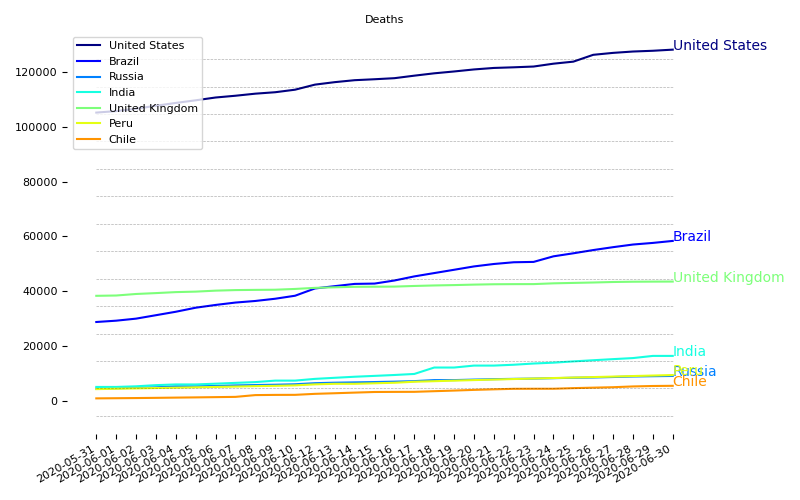 Deaths
United States
Brazil
Russia
India
United Kingdom
Peru
Chile
120000
100000
80000
60000
40000
20000
0
United States
Brazil
United Kingdom
India
Russia
Chile
2020-05-31
2020-06-01
2020-06-02
2020-06-03
2020-06-04
2020-06-05
2020-06-06
2020-06-07
2020-06-08
2020-06-09
2020-06-10
2020-06-12
2020-06-13
2020-06-14
2020-06-15
2020-06-16
2020-06-17
2020-06-18
2020-06-19
2020-06-20
2020-06-21
2020-06-22
2020-06-23
2020-06-24
2020-06-25
2020-06-26
2020-06-27
2020-06-28
2020-06-29
2020-06-30